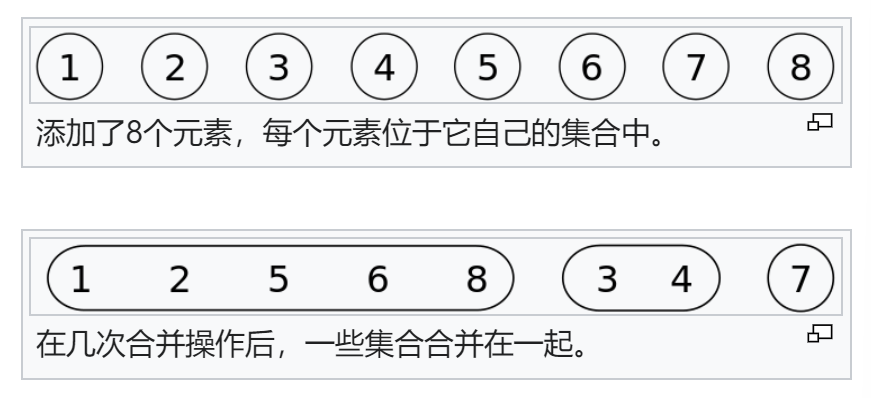 1 2 3 4 5 6 7 8
添加了8个元素，每个元素位于它自己的集合中。
1 2 5 6 8 3 4 7
在几次合并操作后，一些集合合并在一起。